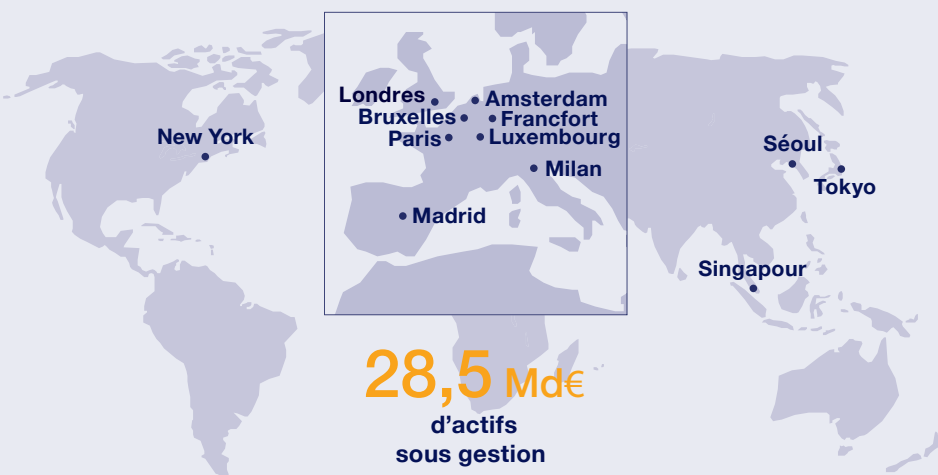 Londres
Amsterdam
Bruxelles
Francfort
Paris
Luxembourg
New York
Séoul
Milan
Tokyo
Madrid
Singapour
28,5 Md€
d’actifs
sous gestion